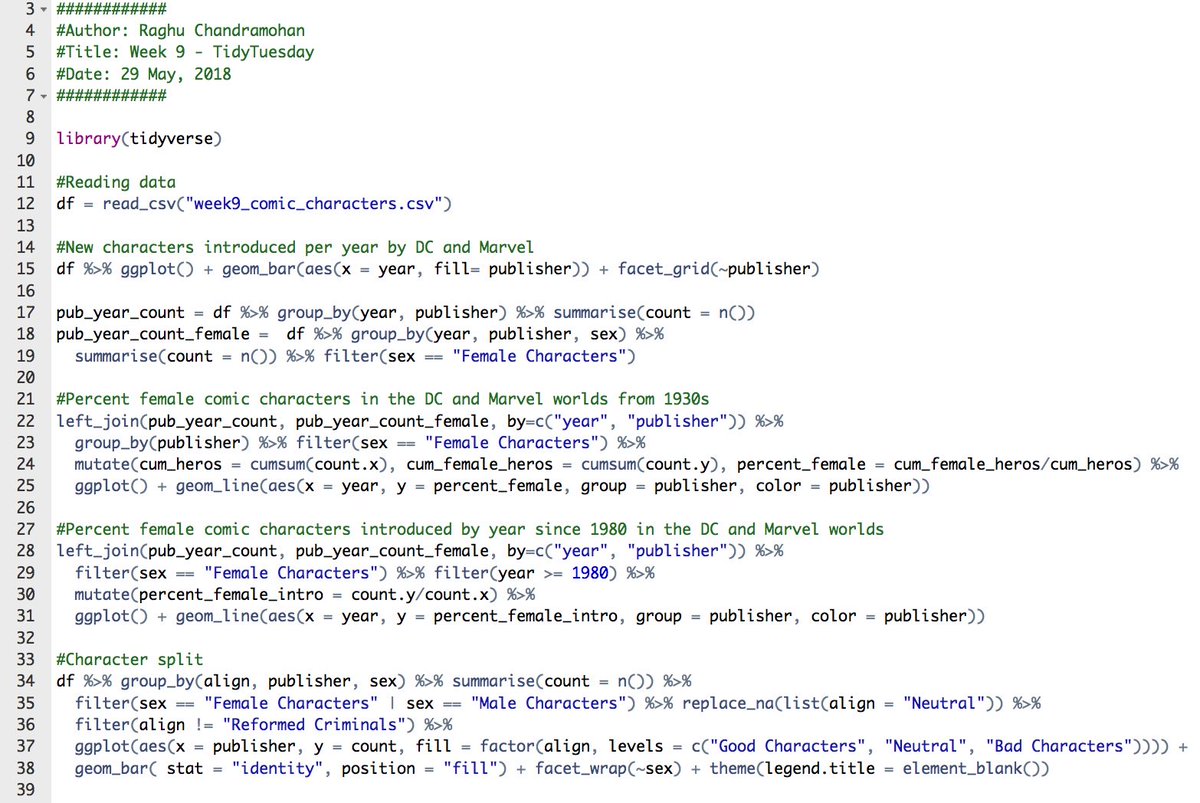 3 ############
4 #Author: Raghu Chandramohan
5 #Title: Week 9 - TidyTuesday
6 #Date: 29 May, 2018
7 ############
8
9 library(tidyverse)
10
11 #Reading data
12 df = read_csv("week9_comic_characters.csv")
13
14 #New characters introduced per year by DC and Marvel
15 df %>% ggplot() + geom_bar(aes(x = year, fill= publisher)) + facet_grid(~publisher)
16
17 pub_year_count = df %>% group_by(year, publisher) %>% summarise(count = n())
18 pub_year_count_female =  df %>% group_by(year, publisher, sex) %>%
19   summarise(count = n()) %>% filter(sex == "Female Characters")
20
21 #Percent female comic characters in the DC and Marvel worlds from 1930s
22 left_join(pub_year_count, pub_year_count_female, by=c("year", "publisher")) %>%
23   group_by(publisher) %>% filter(sex == "Female Characters") %>%
24   mutate(cum_heros = cumsum(count.x), cum_female_heros = cumsum(count.y), percent_female = cum_female_heros/cum_heros) %>%
25   ggplot() + geom_line(aes(x = year, y = percent_female, group = publisher, color = publisher))
26
27 #Percent female comic characters introduced by year since 1980 in the DC and Marvel worlds
28 left_join(pub_year_count, pub_year_count_female, by=c("year", "publisher")) %>%
29   filter(sex == "Female Characters") %>% filter(year >= 1980) %>%
30   mutate(percent_female_intro = count.y/count.x) %>%
31   ggplot() + geom_line(aes(x = year, y = percent_female_intro, group = publisher, color = publisher))
32
33 #Character split
34 df %>% group_by(align, publisher, sex) %>% summarise(count = n()) %>%
35   filter(sex == "Female Characters" | sex == "Male Characters") %>% replace_na(list(align = "Neutral")) %>%
36   filter(align != "Reformed Criminals") %>%
37   ggplot(aes(x = publisher, y = count, fill = factor(align, levels = c("Good Characters", "Neutral", "Bad Characters")))) +
38   geom_bar( stat = "identity", position = "fill") + facet_wrap(~sex) + theme(legend.title = element_blank())
39